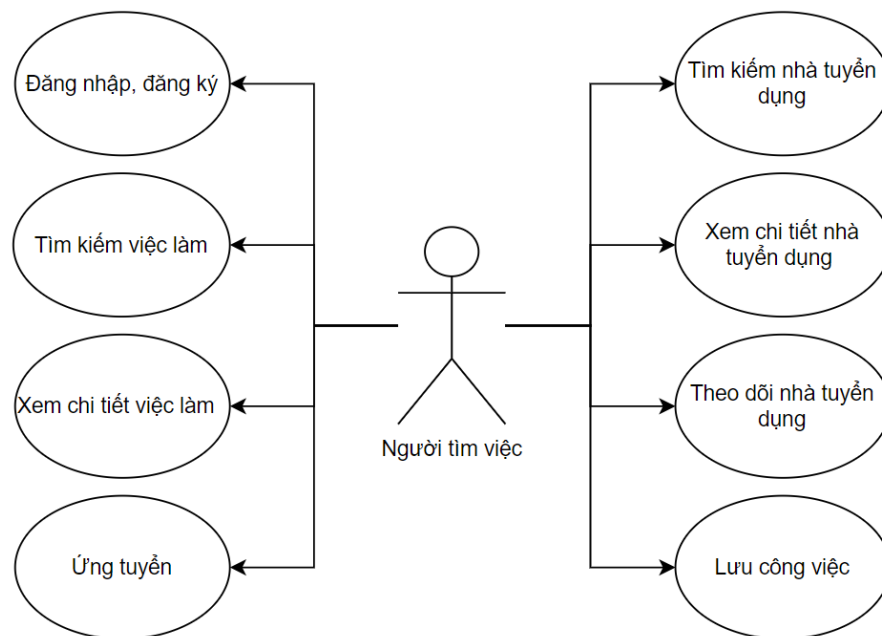 Đăng nhập, đăng ký
Tìm kiếm việc làm
Xem chi tiết việc làm
Ứng tuyển
Người tìm việc
Tìm kiếm nhà tuyển
dụng
Xem chi tiết nhà
tuyển dụng
Theo dõi nhà tuyển
dụng
Lưu công việc